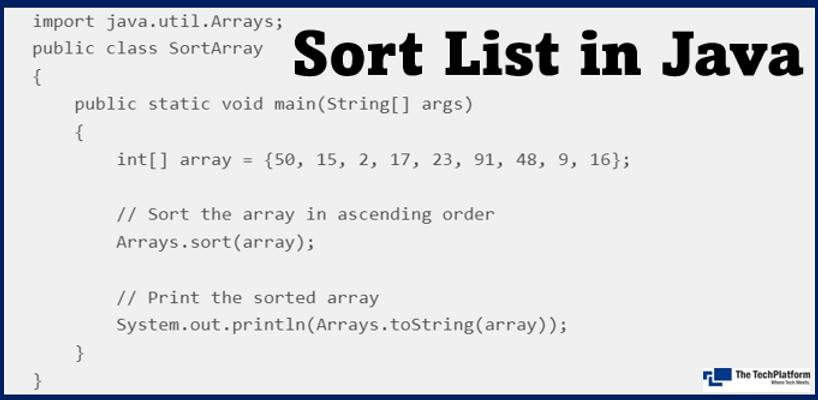 import java.util.Arrays;
Sort List in Java
public class SortArray
{
    public static void main(String[] args)
    {
        int[] array = {50, 15, 2, 17, 23, 91, 48, 9, 16};
        // Sort the array in ascending order
        Arrays.sort(array);
        // Print the sorted array
        System.out.println(Arrays.toString(array));
    }
}
The TechPlatform
Where Tech Meets.